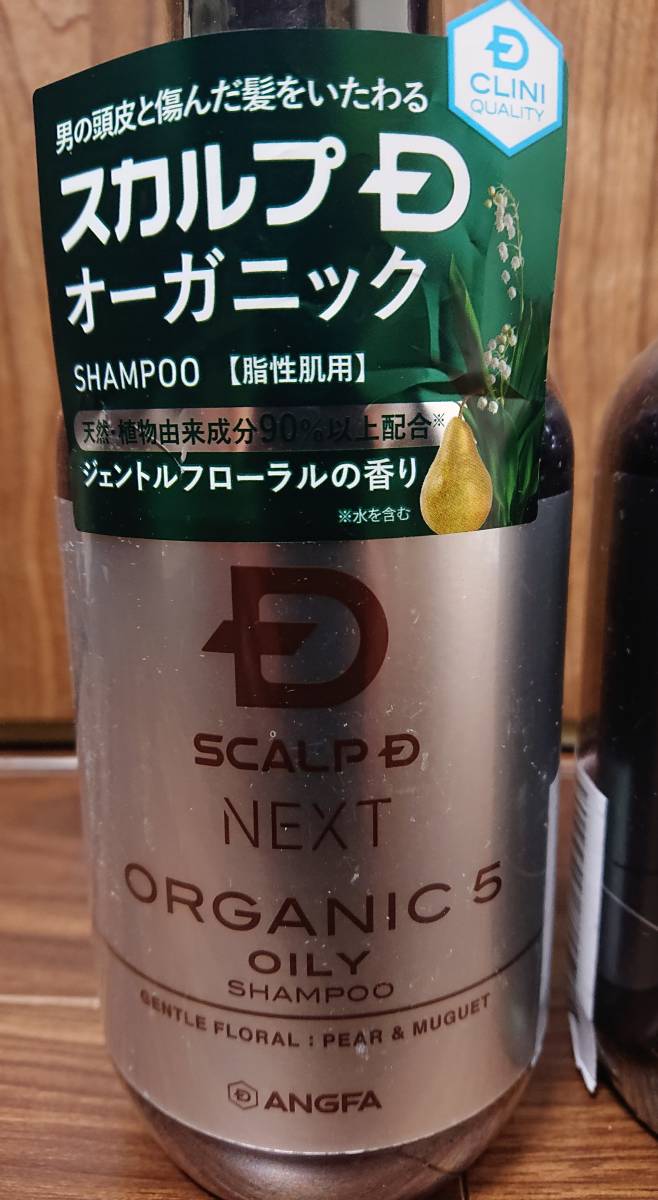 Ð
CLINI
QUALITY
男の頭皮と傷んだ髪をいたわる
スカルプ Ð
オーガニック
SHAMPOO 【脂性肌用】
天然・植物由来成分90%以上配合※
ジェントルフローラルの香り
※水を含む
Ð
SCALP Ð
NEXT
ORGANIC 5
OILY
SHAMPOO
GENTLE FLORAL : PEAR & MUGUET
Ð ANGFA